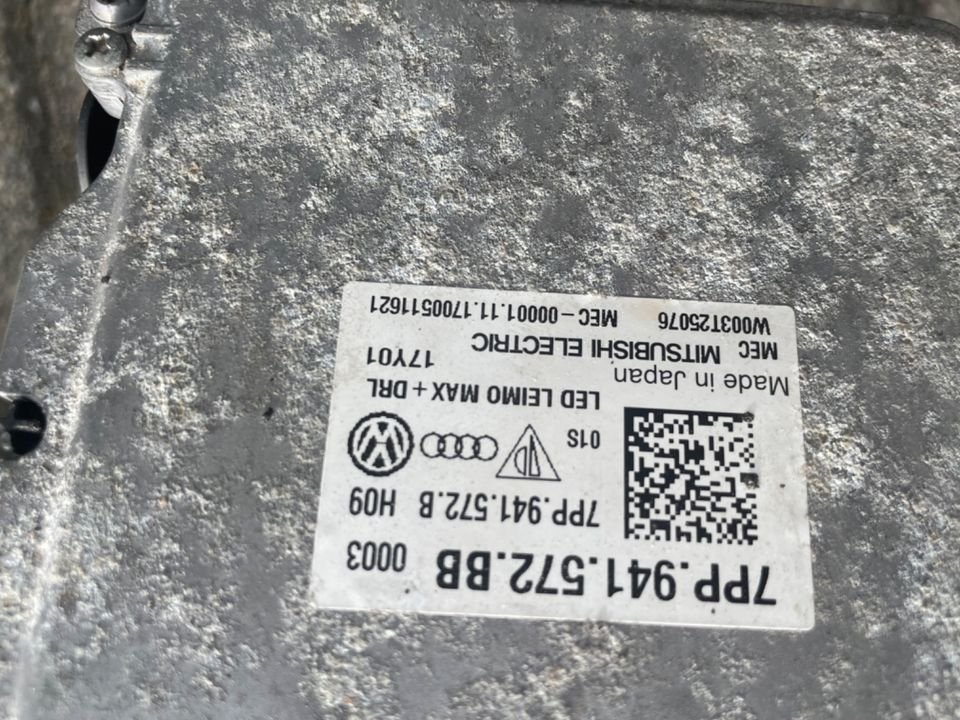 7PP.941.572.BB 0003
7PP.941.572.B H09
01S
LED LEIMO MAX + DRL
Made in Japan 17Y01
MEC MITSUBISHI ELECTRIC
W003T25076 MEC-00001.11.1700511621